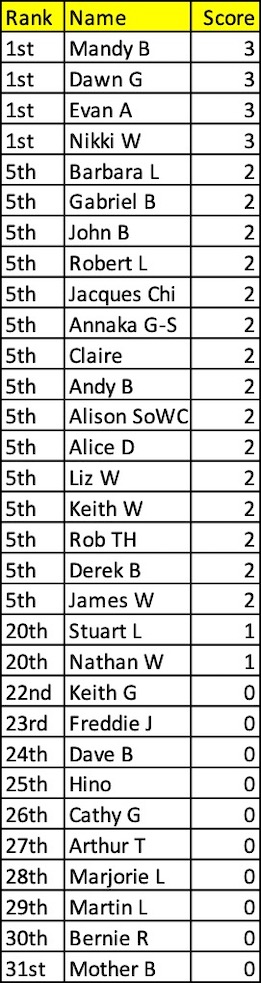 Rank Name Score
1st Mandy B 3
1st Dawn G 3
1st Evan A 3
1st Nikki W 3
5th Barbara L 2
5th Gabriel B 2
5th John B 2
5th Robert L 2
5th Jacques Chi 2
5th Annaka G-S 2
5th Claire 2
5th Andy B 2
5th Alison SoWC 2
5th Alice D 2
5th Liz W 2
5th Keith W 2
5th Rob TH 2
5th Derek B 2
5th James W 2
20th Stuart L 1
20th Nathan W 1
22nd Keith G 0
23rd Freddie J 0
24th Dave B 0
25th Hino 0
26th Cathy G 0
27th Arthur T 0
28th Marjorie L 0
29th Martin L 0
30th Bernie R 0
31st Mother B 0